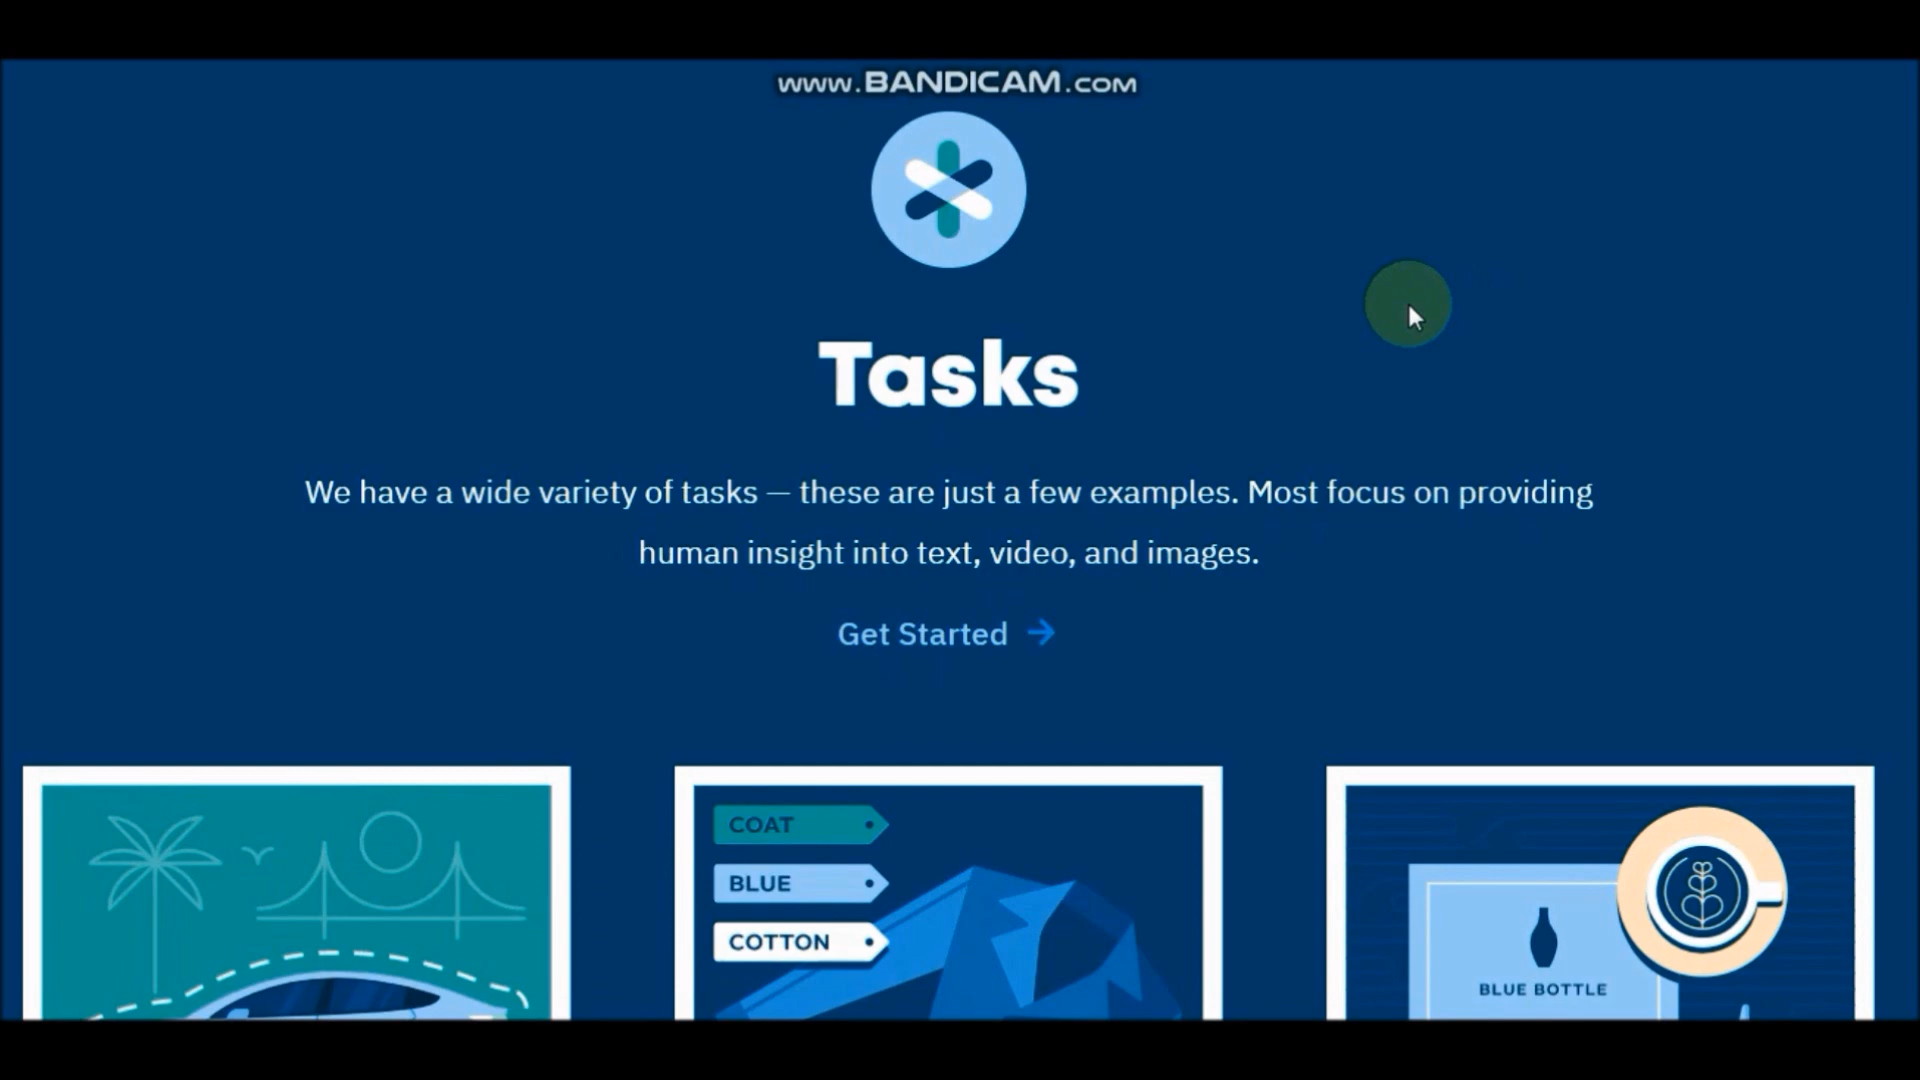 www.BANDICAM.com
Tasks
We have a wide variety of tasks — these are just a few examples. Most focus on providing
human insight into text, video, and images.
Get Started
COAT
BLUE
COTTON
BLUE BOTTLE